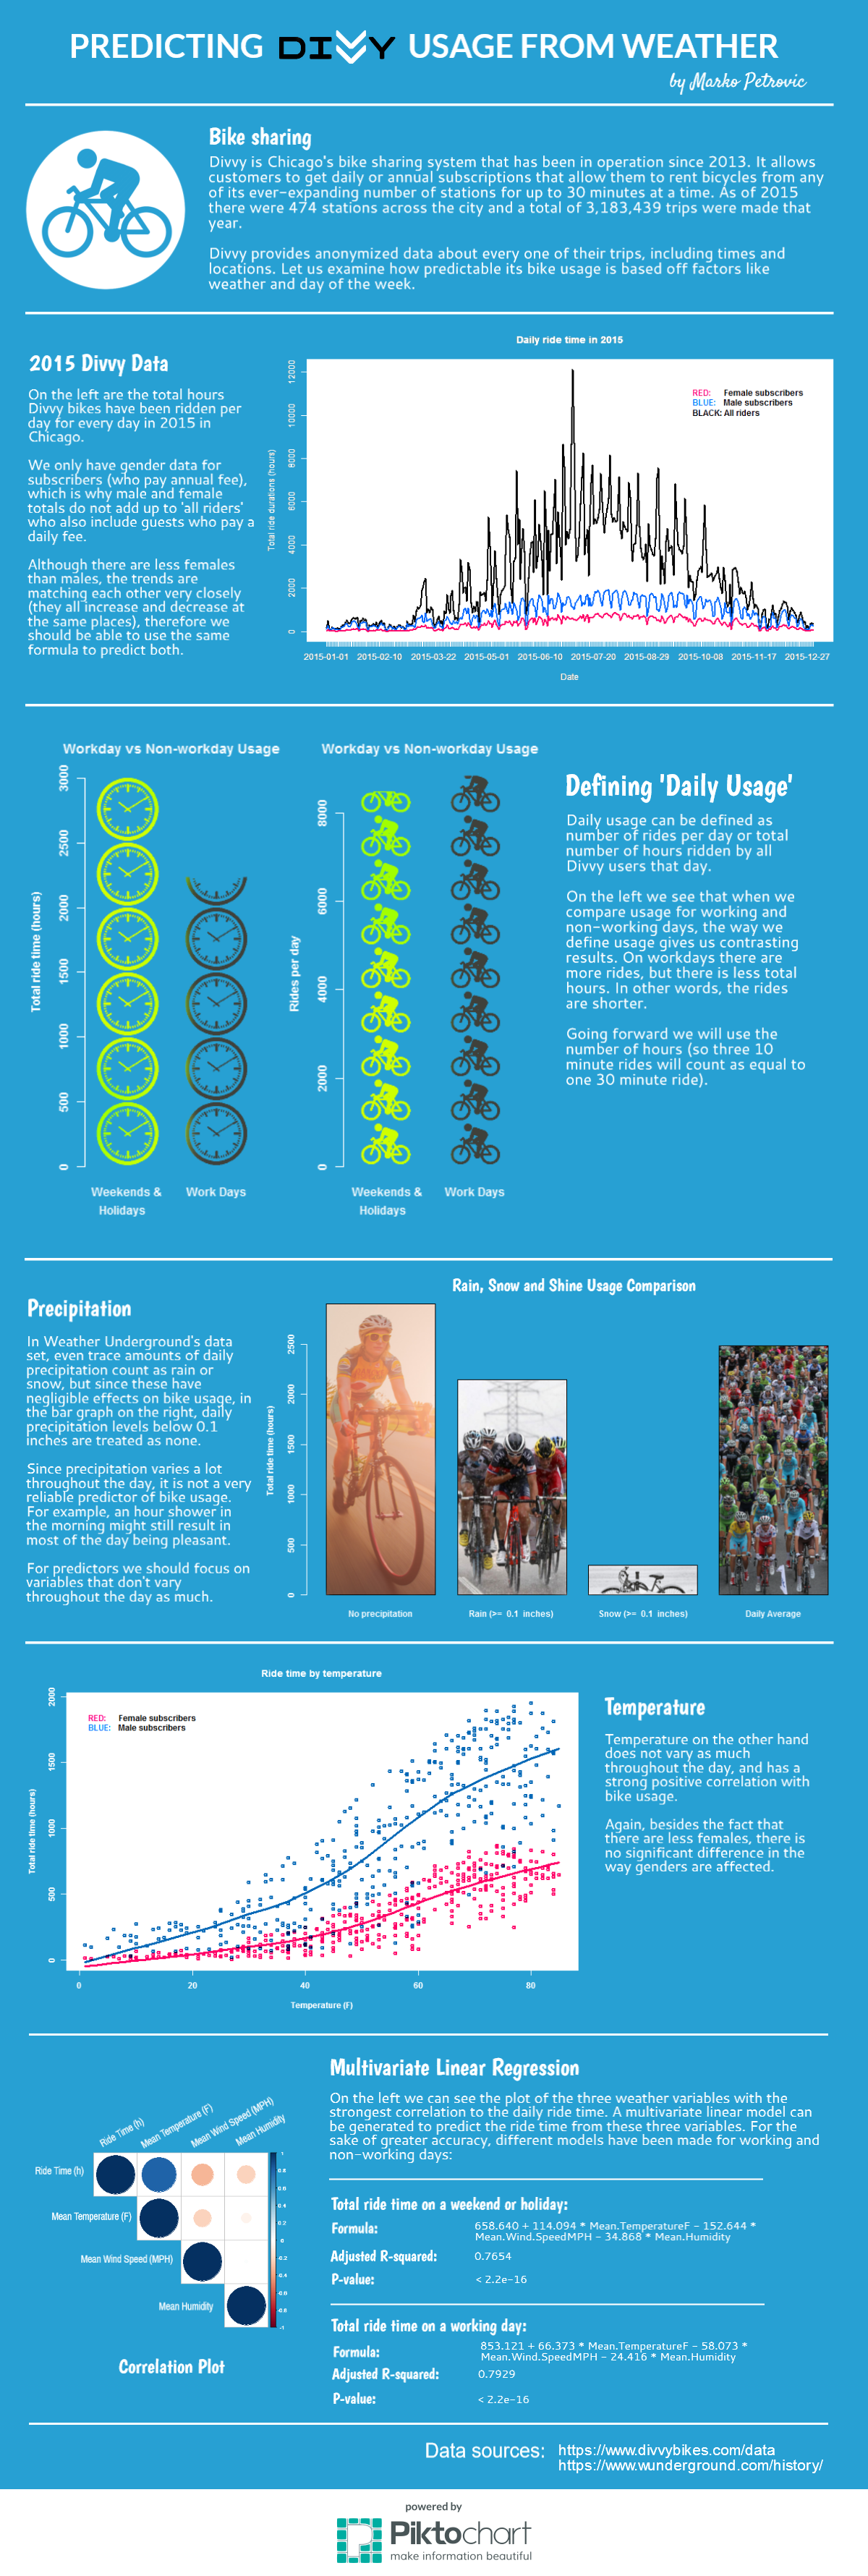 PREDICTING DIVVY USAGE FROM WEATHER
by Marko Petrovic
Bike sharing
Divvy is Chicago's bike sharing system that has been in operation since 2013. It allows
customers to get daily or annual subscriptions that allow them to rent bicycles from any
of its ever-expanding number of stations for up to 30 minutes at a time. As of 2015
there were 474 stations across the city and a total of 3,183,439 trips were made that
year.
Divvy provides anonymized data about every one of their trips, including times and
locations. Let us examine how predictable its bike usage is based off factors like
weather and day of the week.
2015 Divvy Data
On the left are the total hours
Divvy bikes have been ridden per
day for every day in 2015 in
Chicago.
We only have gender data for
subscribers (who pay annual fee),
which is why male and female
totals do not add up to 'all riders'
who also include guests who pay a
daily fee.
Although there are less females
than males, the trends are
matching each other very closely
(they all increase and decrease at
the same places), therefore we
should be able to use the same
formula to predict both.
Daily ride time in 2015
RED: Female subscribers
BLUE: Male subscribers
BLACK: All riders
Total ride durations (hours)
12000
10000
8000
6000
4000
2000
0
2015-01-01 2015-02-10 2015-03-22 2015-05-01 2015-06-10 2015-07-20 2015-08-29 2015-10-08 2015-11-17 2015-12-27
Date
Workday vs Non-workday Usage
Total ride time (hours)
3000
2500
2000
1500
1000
500
0
Weekends &
Holidays
Work Days
Workday vs Non-workday Usage
Rides per day
8000
6000
4000
2000
0
Weekends &
Holidays
Work Days
Defining 'Daily Usage'
Daily usage can be defined as
number of rides per day or total
number of hours ridden by all
Divvy users that day.
On the left we see that when we
compare usage for working and
non-working days, the way we
define usage gives us contrasting
results. On workdays there are
more rides, but there is less total
hours. In other words, the rides
are shorter.
Going forward we will use the
number of hours (so three 10
minute rides will count as equal to
one 30 minute ride).
Precipitation
In Weather Underground's data
set, even trace amounts of daily
precipitation count as rain or
snow, but since these have
negligible effects on bike usage, in
the bar graph on the right, daily
precipitation levels below 0.1
inches are treated as none.
Since precipitation varies a lot
throughout the day, it is not a very
reliable predictor of bike usage.
For example, an hour shower in
the morning might still result in
most of the day being pleasant.
For predictors we should focus on
variables that don't vary
throughout the day as much.
Rain, Snow and Shine Usage Comparison
Total ride time (hours)
2500
2000
1500
1000
500
0
No precipitation
Rain (>= 0.1 inches)
Snow (>= 0.1 inches)
Daily Average
Ride time by temperature
RED: Female subscribers
BLUE: Male subscribers
Total ride time (hours)
2000
1500
1000
500
0
0 20 40 60 80
Temperature (F)
Temperature
Temperature on the other hand
does not vary as much
throughout the day, and has a
strong positive correlation with
bike usage.
Again, besides the fact that
there are less females, there is
no significant difference in the
way genders are affected.
Ride Time (h)
Mean Temperature (F)
Mean Wind Speed (MPH)
Mean Humidity
Ride Time (h)
Mean Temperature (F)
Mean Wind Speed (MPH)
Mean Humidity
1
0.8
0.6
0.4
0.2
0
-0.2
-0.4
-0.6
-0.8
-1
Correlation Plot
Multivariate Linear Regression
On the left we can see the plot of the three weather variables with the
strongest correlation to the daily ride time. A multivariate linear model can
be generated to predict the ride time from these three variables. For the
sake of greater accuracy, different models have been made for working and
non-working days:
Total ride time on a weekend or holiday:
Formula: 658.640 + 114.094 * Mean.TemperatureF - 152.644 *
Mean.Wind.SpeedMPH - 34.868 * Mean.Humidity
Adjusted R-squared: 0.7654
P-value: < 2.2e-16
Total ride time on a working day:
Formula: 853.121 + 66.373 * Mean.TemperatureF - 58.073 *
Mean.Wind.SpeedMPH - 24.416 * Mean.Humidity
Adjusted R-squared: 0.7929
P-value: < 2.2e-16
Data sources: https://www.divvybikes.com/data
https://www.wunderground.com/history/
powered by
Piktochart
make information beautiful